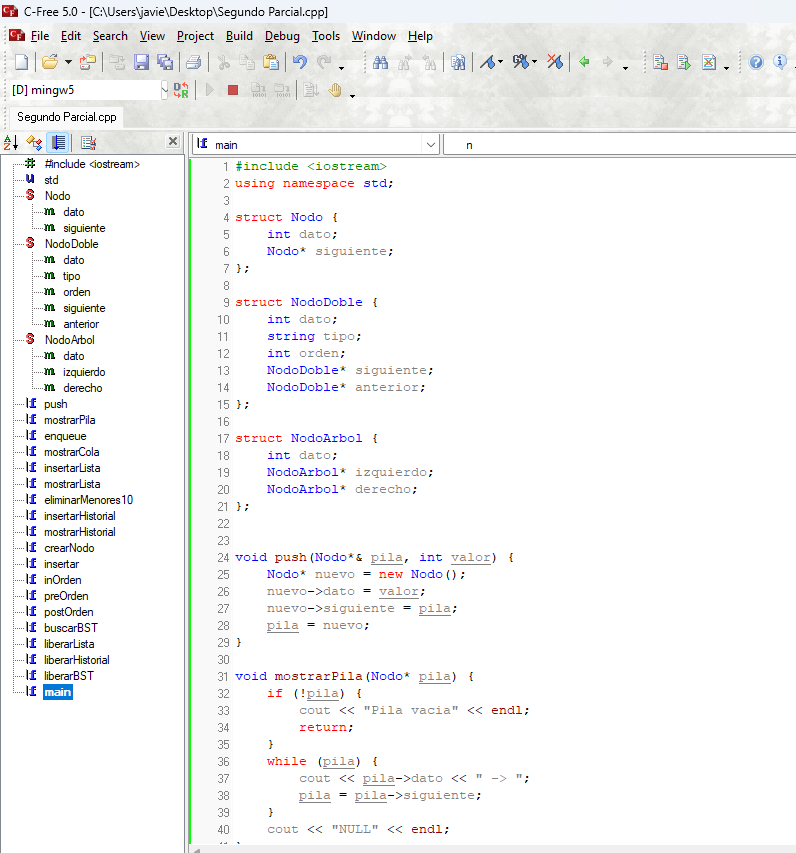 C-Free 5.0 - [C:\Users\javie\Desktop\Segundo Parcial.cpp]
File Edit Search View Project Build Debug Tools Window Help
[D] mingw5
Segundo Parcial.cpp
#include <iostream>
std
Nodo
dato
siguiente
NodoDoble
dato
tipo
orden
siguiente
anterior
NodoArbol
dato
izquierdo
derecho
push
mostrarPila
enqueue
mostrarCola
insertarLista
mostrarLista
eliminarMenores10
insertarHistorial
mostrarHistorial
crearNodo
insertar
inOrden
preOrden
postOrden
buscarBST
liberarLista
liberarHistorial
liberarBST
main
main n
1 #include <iostream>
2 using namespace std;
3
4 struct Nodo {
5     int dato;
6     Nodo* siguiente;
7 };
8
9 struct NodoDoble {
10     int dato;
11     string tipo;
12     int orden;
13     NodoDoble* siguiente;
14     NodoDoble* anterior;
15 };
16
17 struct NodoArbol {
18     int dato;
19     NodoArbol* izquierdo;
20     NodoArbol* derecho;
21 };
22
23
24 void push(Nodo*& pila, int valor) {
25     Nodo* nuevo = new Nodo();
26     nuevo->dato = valor;
27     nuevo->siguiente = pila;
28     pila = nuevo;
29 }
30
31 void mostrarPila(Nodo* pila) {
32     if (!pila) {
33         cout << "Pila vacia" << endl;
34         return;
35     }
36     while (pila) {
37         cout << pila->dato << " -> ";
38         pila = pila->siguiente;
39     }
40     cout << "NULL" << endl;